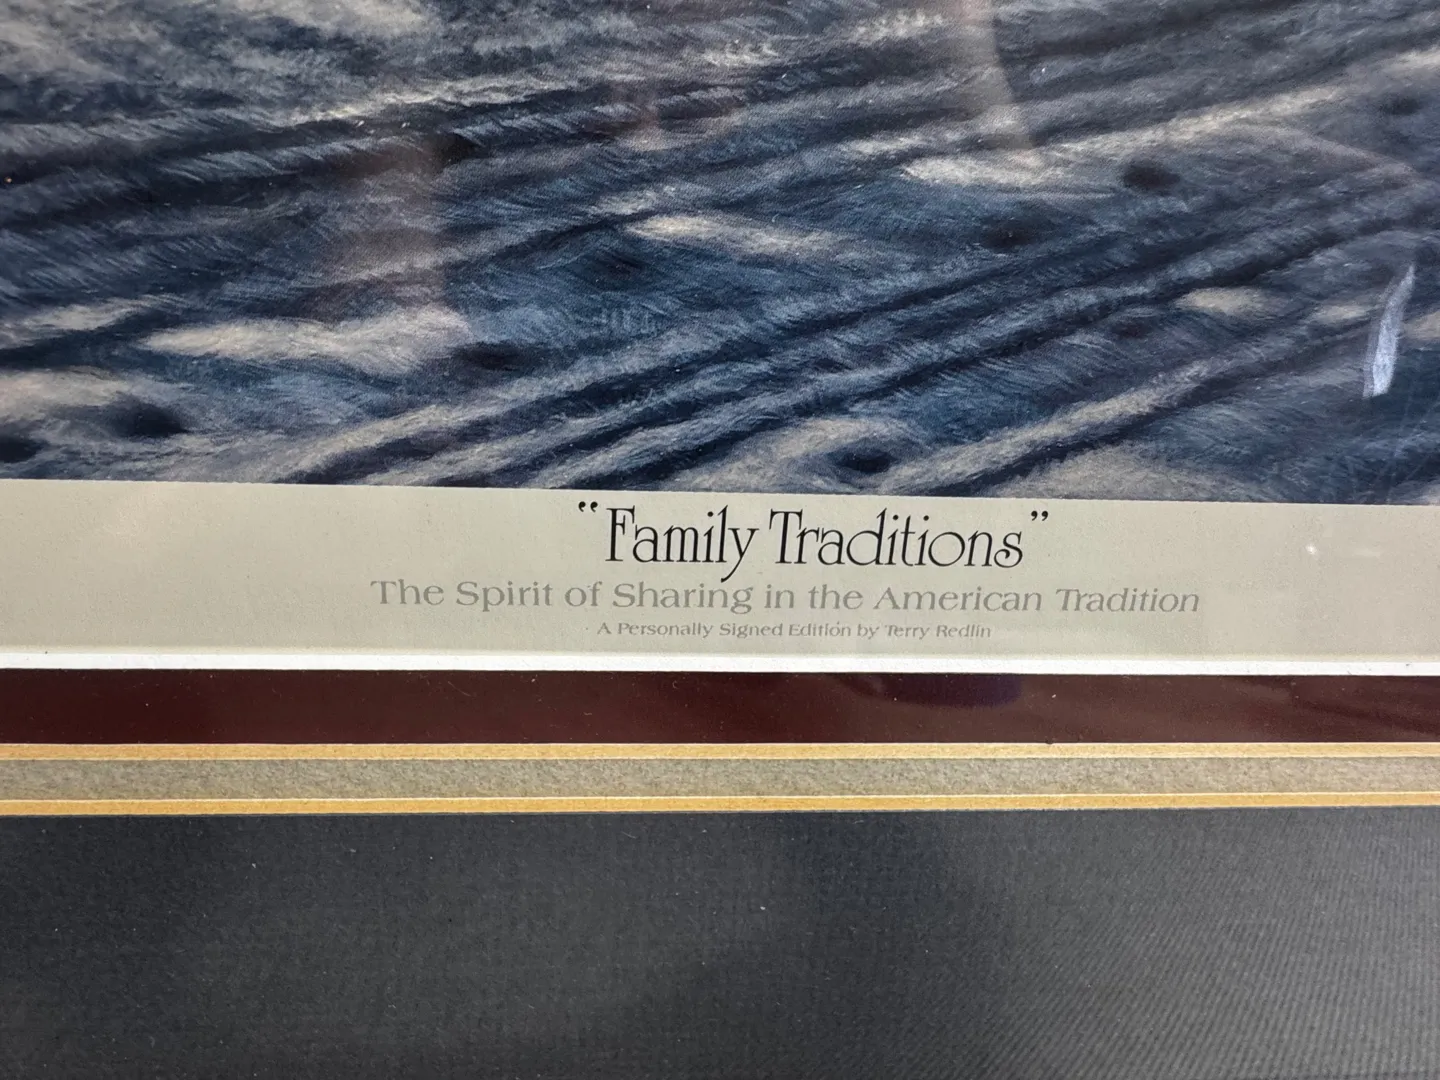 “Family Traditions”
The Spirit of Sharing in the American Tradition
A Personally Signed Edition by Terry Redlin